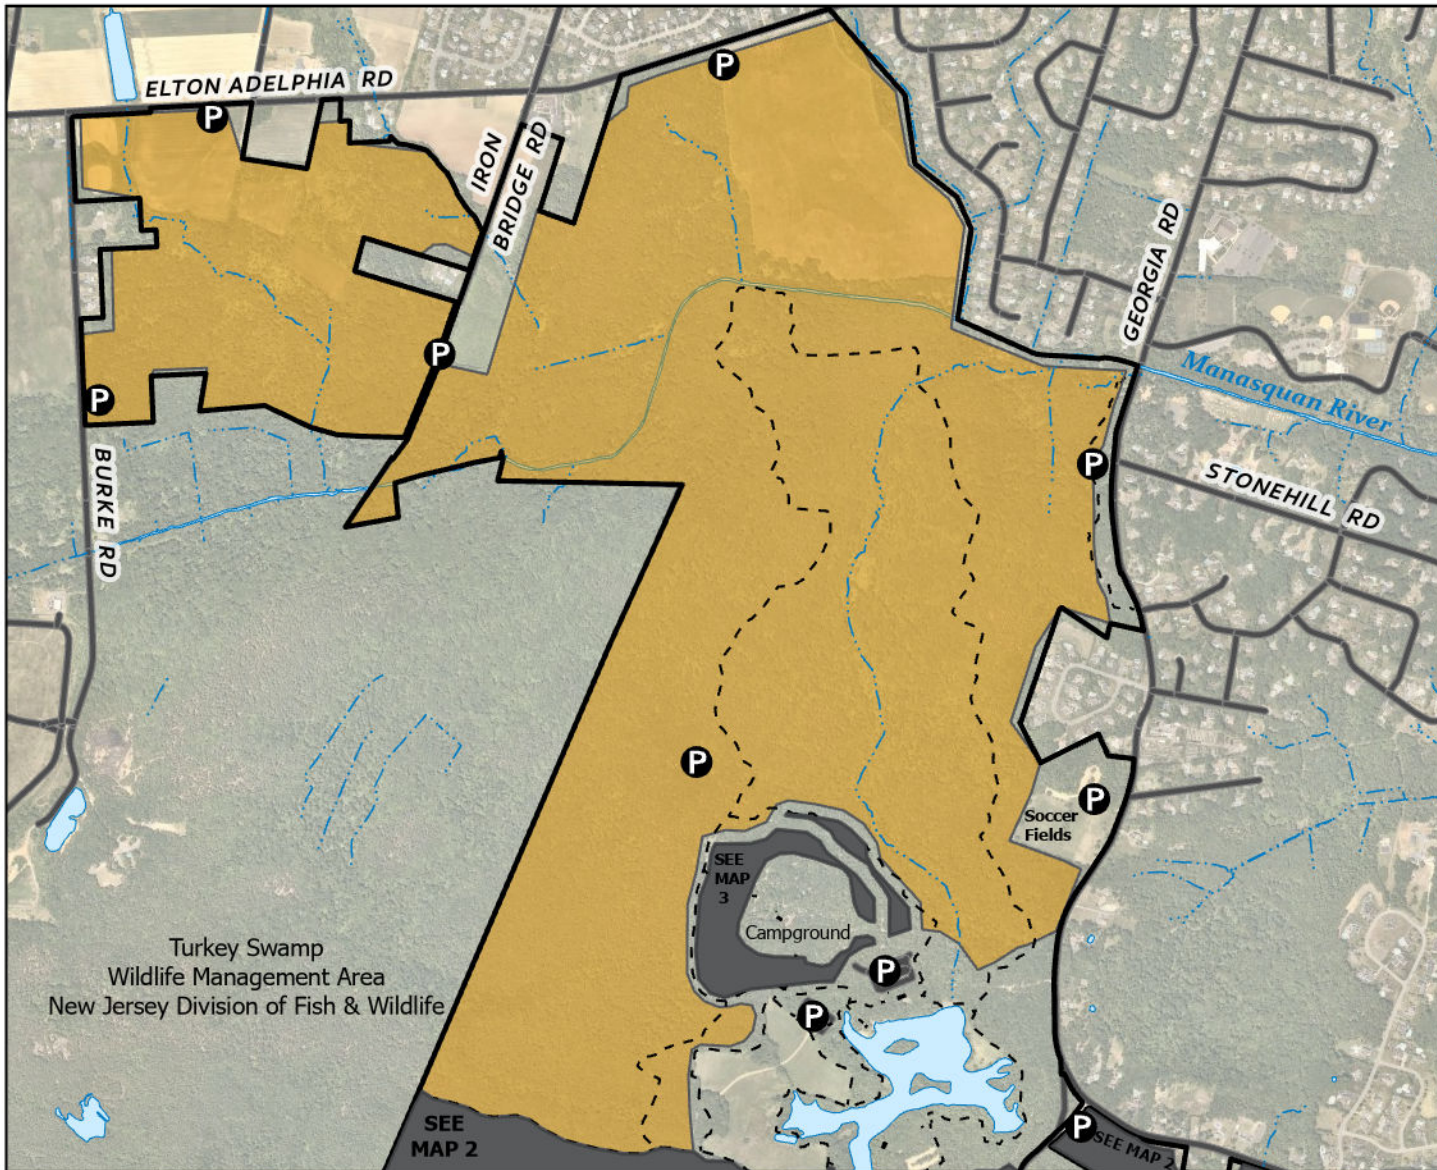 P
ELTON ADELPHIA RD
P
IRON
BRIDGE RD
GEORGIA RD
P
Manasquan River
P
BURKE RD
P
STONEHILL RD
P
P
Soccer
Fields
SEE
MAP
3
Campground
P
P
Turkey Swamp
Wildlife Management Area
New Jersey Division of Fish & Wildlife
SEE
MAP 2
P
SEE MAP 2